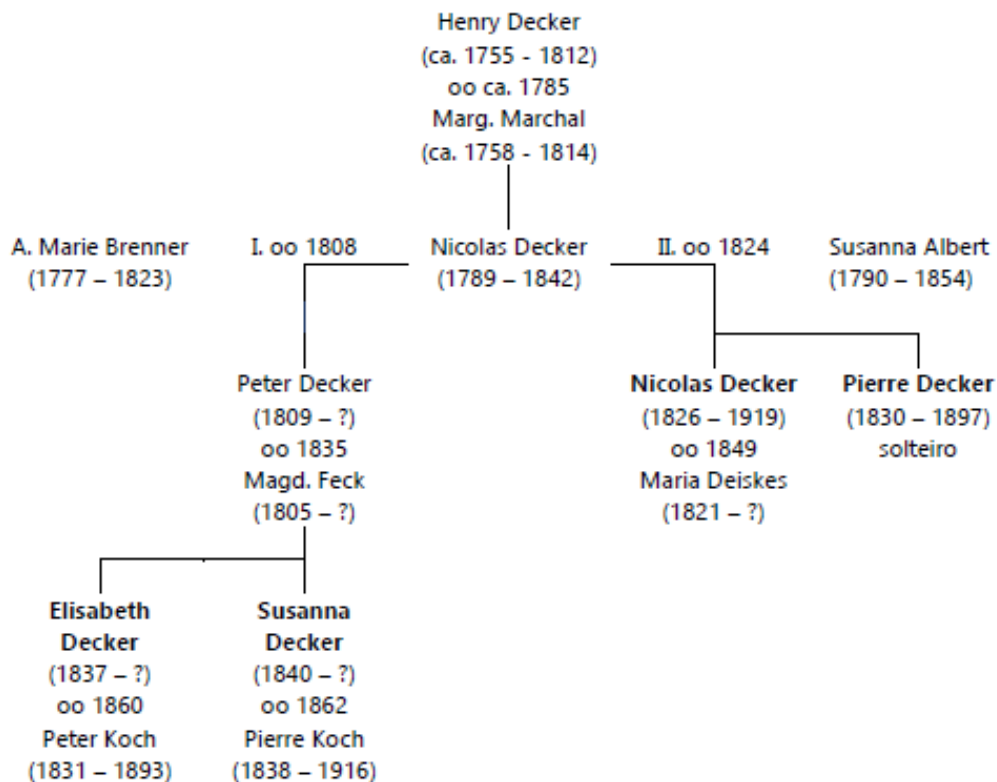 Henry Decker
(ca. 1755 - 1812)
oo ca. 1785
Marg. Marchal
(ca. 1758 - 1814)
A. Marie Brenner
(1777 – 1823)
I. oo 1808
Nicolas Decker
(1789 – 1842)
II. oo 1824
Susanna Albert
(1790 – 1854)
Peter Decker
(1809 – ?)
oo 1835
Magd. Feck
(1805 – ?)
Nicolas Decker
(1826 – 1919)
oo 1849
Maria Deiskes
(1821 – ?)
Pierre Decker
(1830 – 1897)
solteiro
Elisabeth
Decker
(1837 – ?)
oo 1860
Peter Koch
(1831 – 1893)
Susanna
Decker
(1840 – ?)
oo 1862
Pierre Koch
(1838 – 1916)